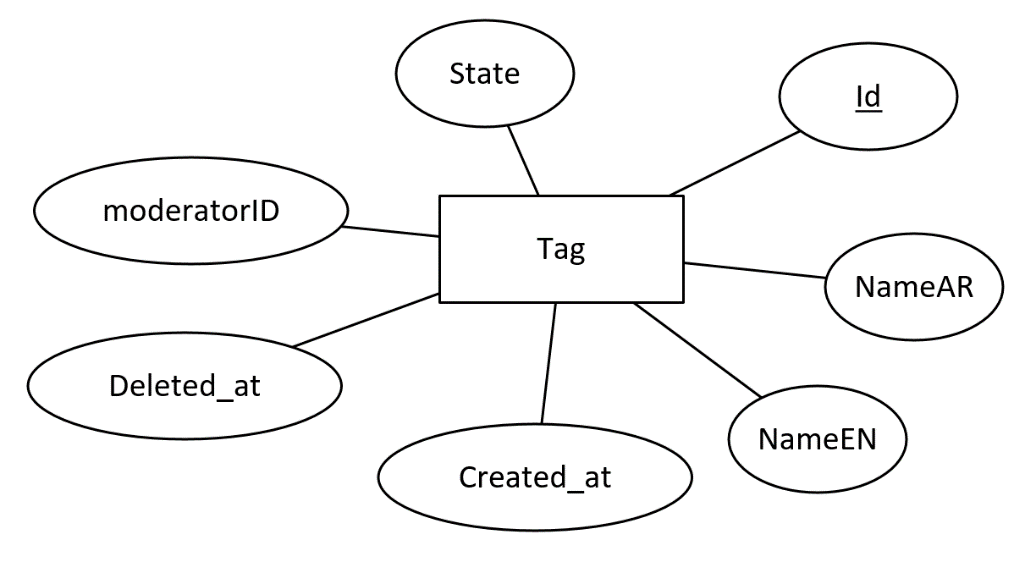 State
Id
moderatorID
Tag
NameAR
Deleted_at
NameEN
Created_at